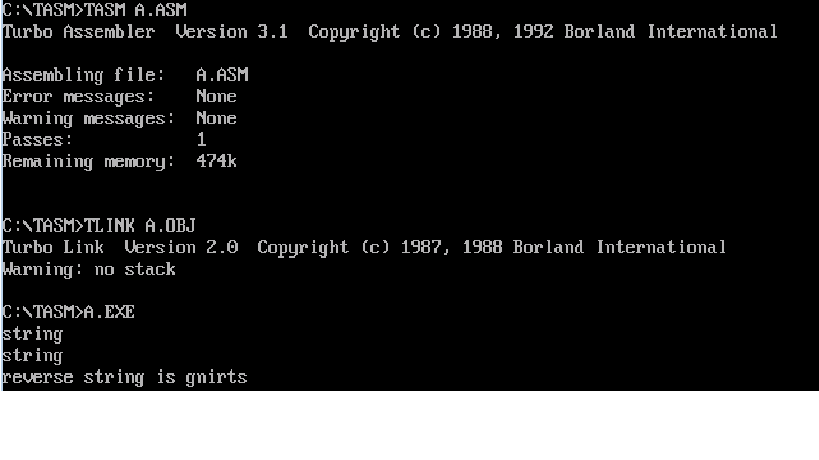 C:\TASM>TASM A.ASM
Turbo Assembler  Version 3.1  Copyright (c) 1988, 1992 Borland International
Assembling file:   A.ASM
Error messages:    None
Warning messages:  None
Passes:            1
Remaining memory:  474k
C:\TASM>TLINK A.OBJ
Turbo Link  Version 2.0  Copyright (c) 1987, 1988 Borland International
Warning: no stack
C:\TASM>A.EXE
string
string
reverse string is gnirts